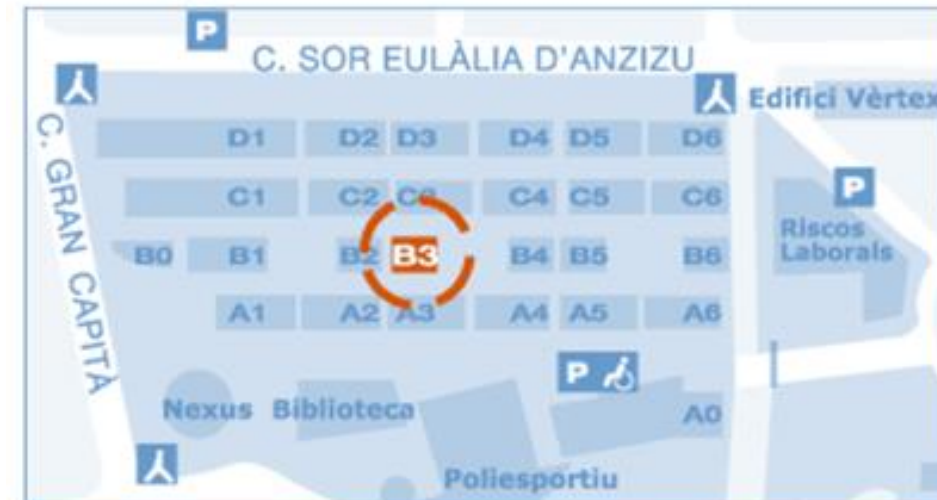 P
C. SOR EULÀLIA D'ANZIZU
Edifici Vèrtex
C. GRAN CAPITÀ
D1 D2 D3 D4 D5 D6
P
C1 C2 C3 C4 C5 C6
Riscos
Laborals
B0 B1 B2 B3 B4 B5 B6
A1 A2 A3 A4 A5 A6
P
Nexus Biblioteca
A0
Poliesportiu